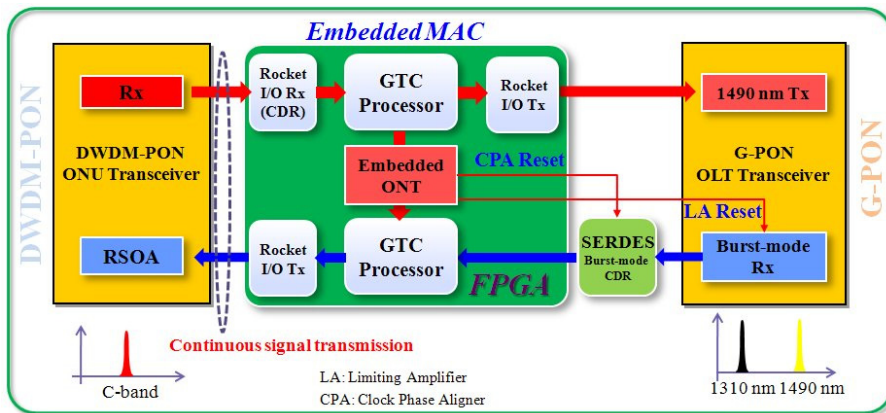 Embedded MAC
DWDM-PON
Rx
DWDM-PON
ONU Transceiver
RSOA
Rocket
I/O Rx
(CDR)
GTC
Processor
Rocket
I/O Tx
Embedded
ONT
CPA Reset
Rocket
I/O Tx
GTC
Processor
FPGA
SERDES
Burst-mode
CDR
1490 nm Tx
G-PON
OLT Transceiver
LA Reset
Burst-mode
Rx
G-PON
C-band
Continuous signal transmission
LA: Limiting Amplifier
CPA: Clock Phase Aligner
1310 nm 1490 nm